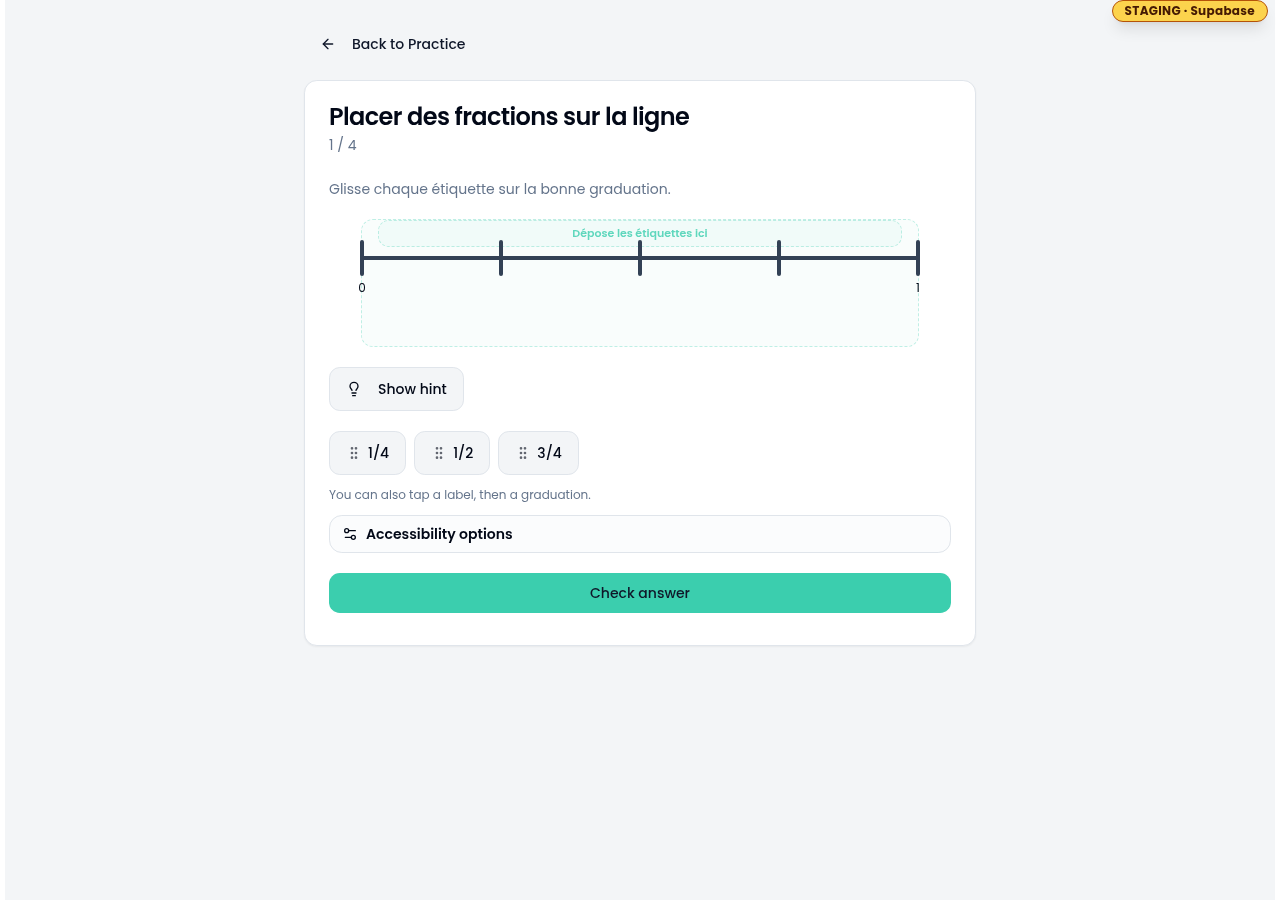 STAGING · Supabase
Back to Practice
Placer des fractions sur la ligne
1 / 4
Glisse chaque étiquette sur la bonne graduation.
Dépose les étiquettes ici
0 1
Show hint
1/4 1/2 3/4
You can also tap a label, then a graduation.
Accessibility options
Check answer